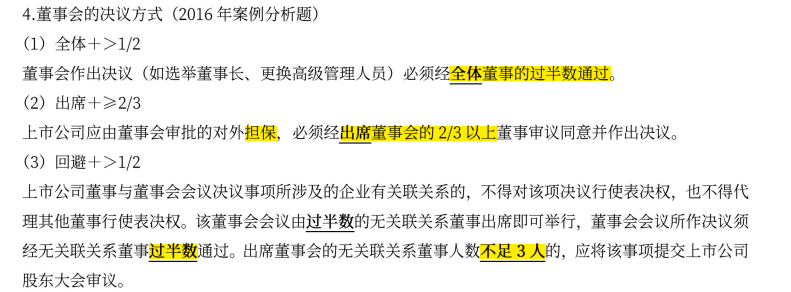 4.董事会的决议方式（2016 年案例分析题）
（1）全体＋＞1/2
董事会作出决议（如选举董事长、更换高级管理人员）必须经全体董事的过半数通过。
（2）出席＋≥2/3
上市公司应由董事会审批的对外担保，必须经出席董事会的 2/3 以上董事审议同意并作出决议。
（3）回避＋＞1/2
上市公司董事与董事会会议决议事项所涉及的企业有关联关系的，不得对该项决议行使表决权，也不得代
理其他董事行使表决权。该董事会会议由过半数的无关联关系董事出席即可举行，董事会会议所作决议须
经无关联关系董事过半数通过。出席董事会的无关联关系董事人数不足 3 人的，应将该事项提交上市公司
股东大会审议。